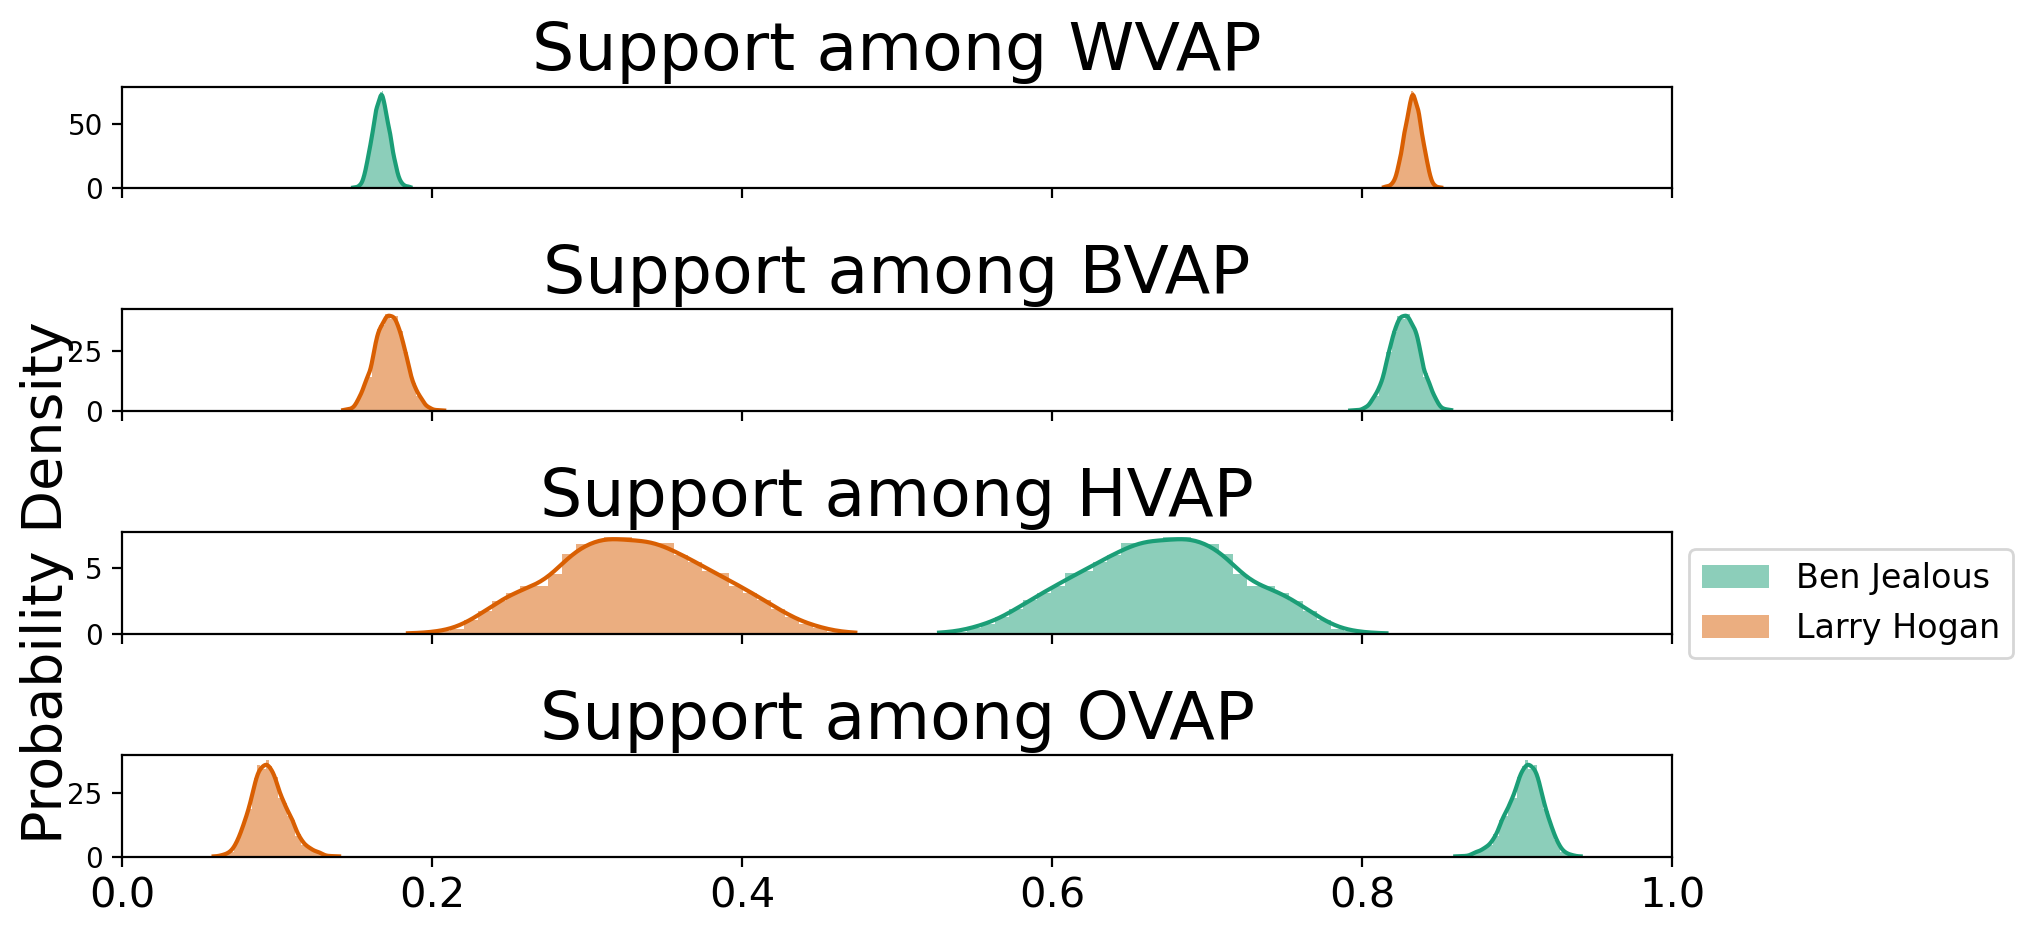 Support among WVAP
50
0
Support among BVAP
25
0
Support among HVAP
5
0
Support among OVAP
25
0
0.0 0.2 0.4 0.6 0.8 1.0
Probability Density
Ben Jealous
Larry Hogan